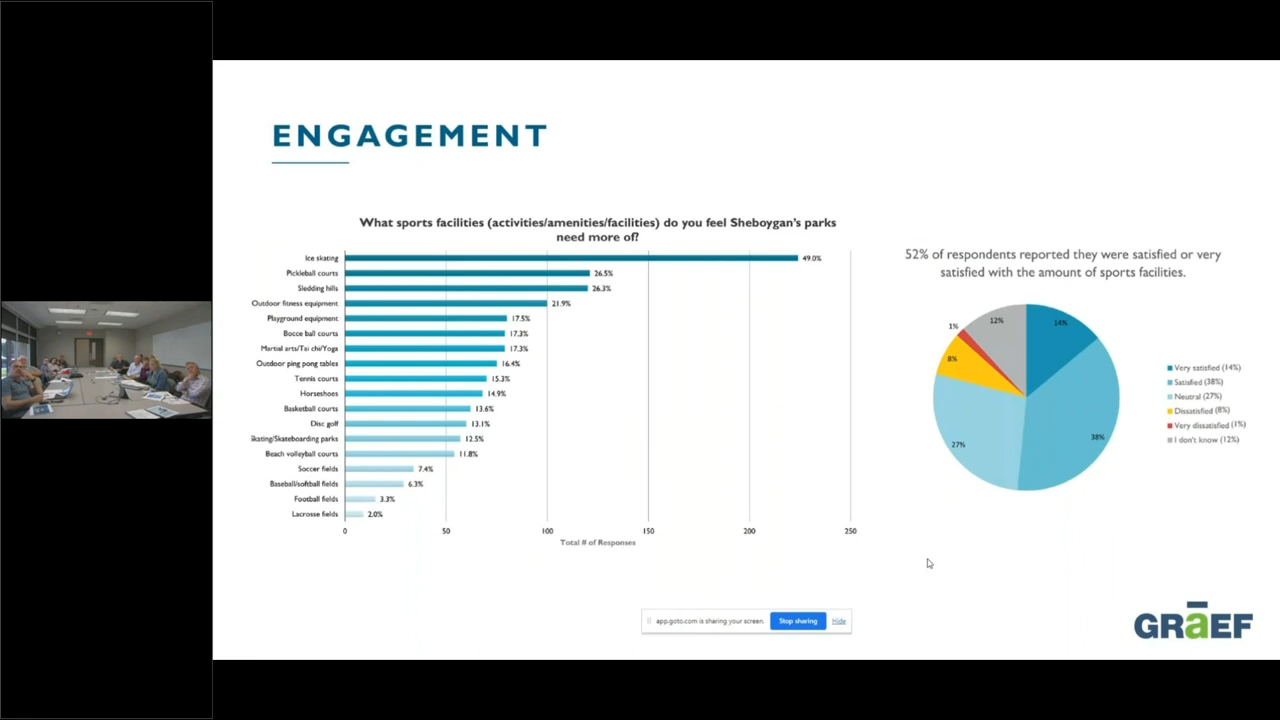 ENGAGEMENT
What sports facilities (activities/amenities/facilities) do you feel Sheboygan's parks
need more of?
Ice skating 49.0%
Pickleball courts 26.5%
Sledding hills 26.3%
Outdoor fitness equipment 21.9%
Playground equipment 17.5%
Bocce ball courts 17.3%
Martial arts/Tai chi/Yoga 17.3%
Outdoor ping pong tables 16.4%
Tennis courts 15.3%
Horseshoes 14.9%
Basketball courts 13.6%
Disc golf 13.1%
Skating/Skateboarding parks 12.5%
Beach volleyball courts 11.8%
Soccer fields 7.4%
Baseball/softball fields 6.3%
Football fields 3.3%
Lacrosse fields 2.0%
0 50 100 150 200 250
Total # of Responses
52% of respondents reported they were satisfied or very
satisfied with the amount of sports facilities.
14%
38%
27%
8%
1%
12%
Very satisfied (14%)
Satisfied (38%)
Neutral (27%)
Dissatisfied (8%)
Very dissatisfied (1%)
I don't know (12%)
app.goto.com is sharing your screen. Stop sharing Hide
GRāEF